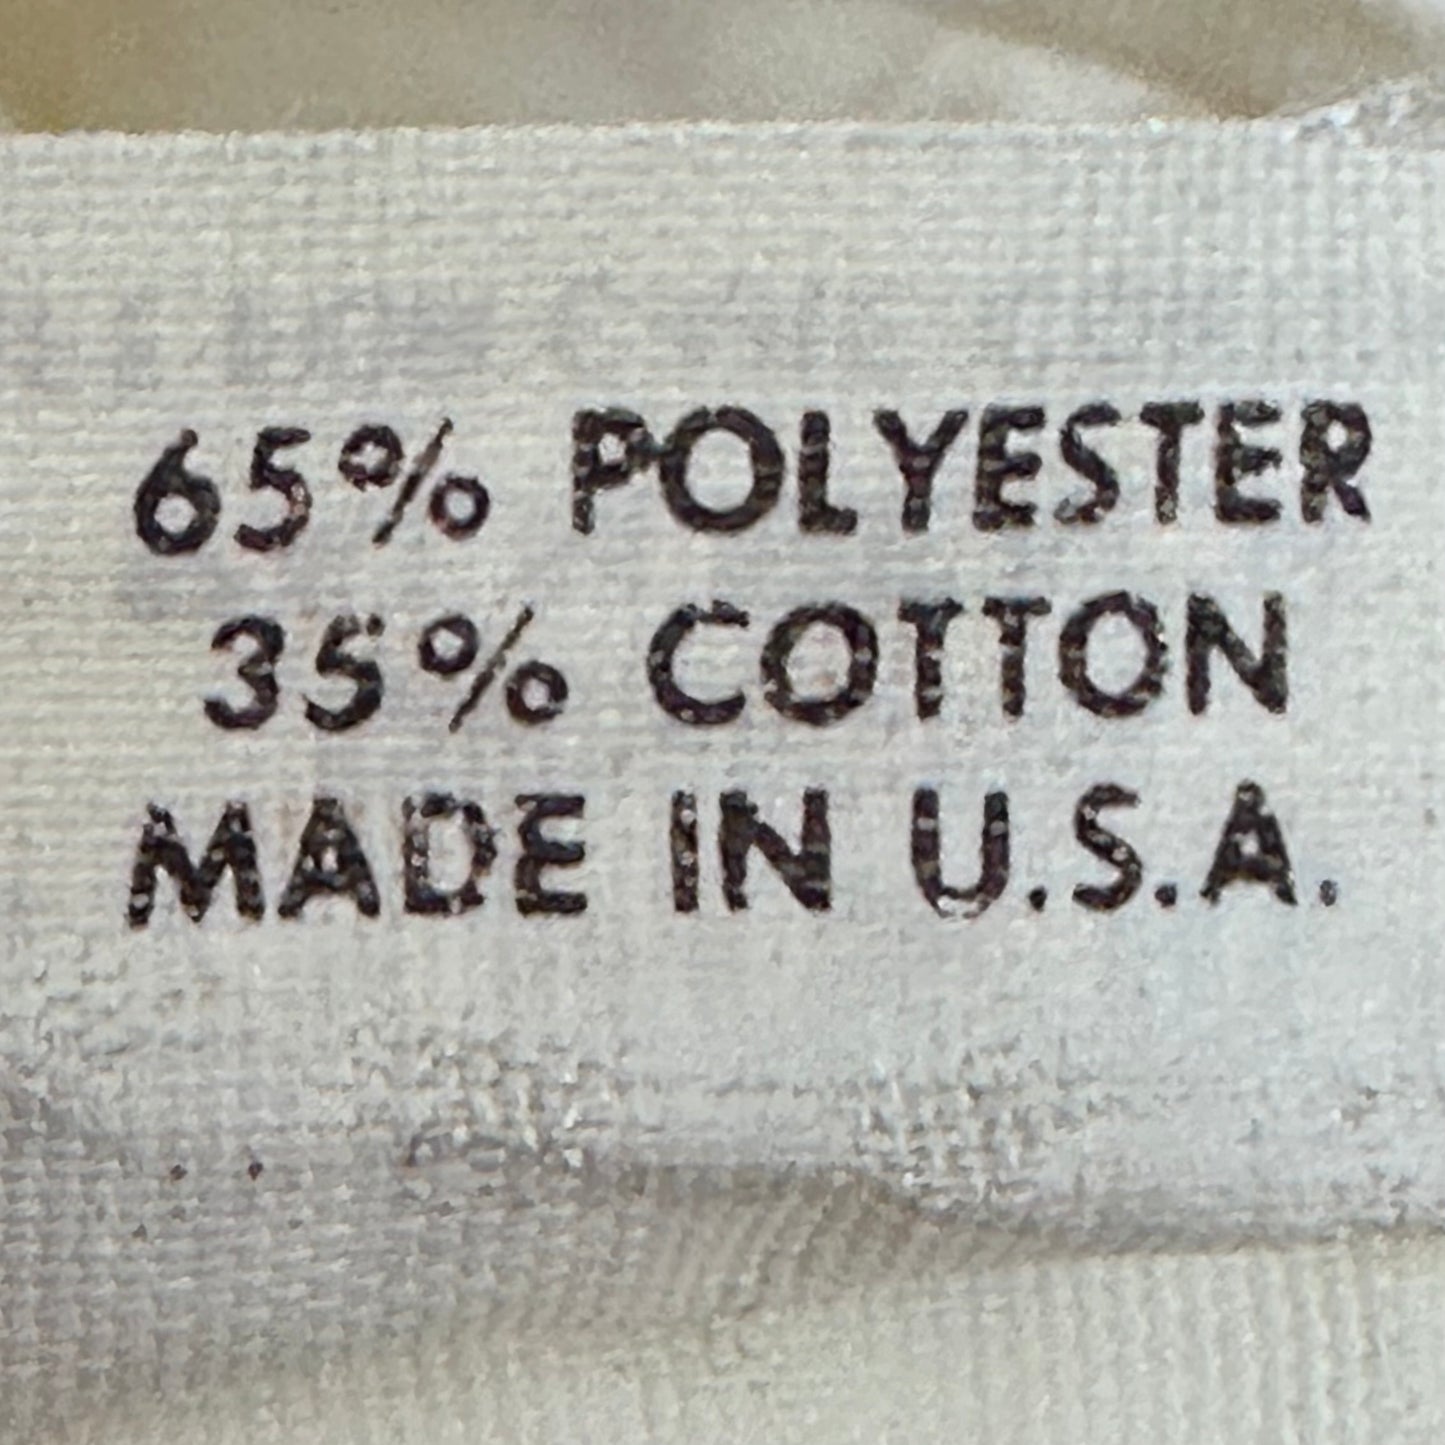 65% POLYESTER
35% COTTON
MADE IN U.S.A.